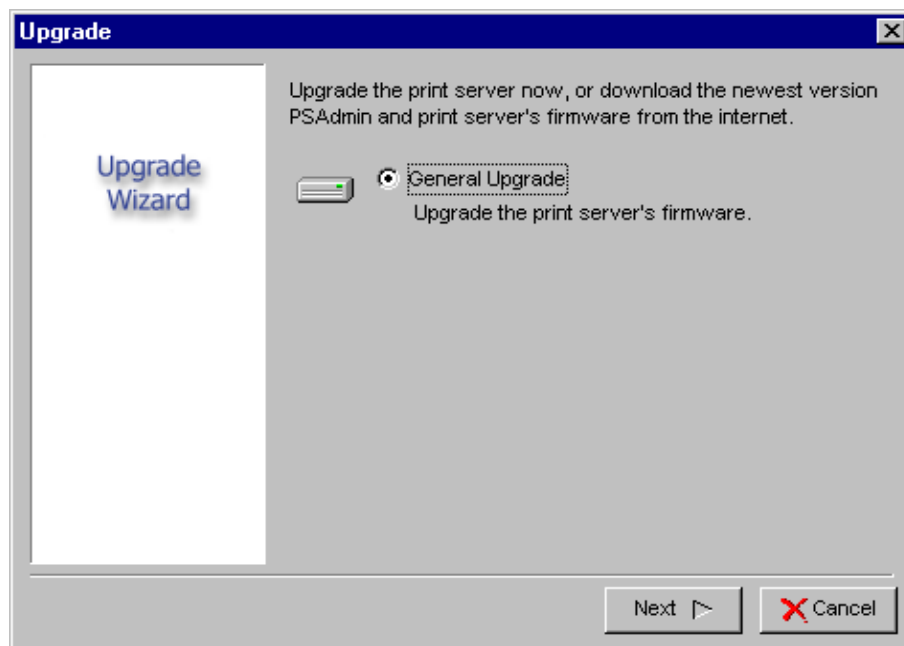 Upgrade
Upgrade the print server now, or download the newest version
PSAdmin and print server's firmware from the internet.
Upgrade
Wizard
General Upgrade
Upgrade the print server's firmware.
Next
Cancel